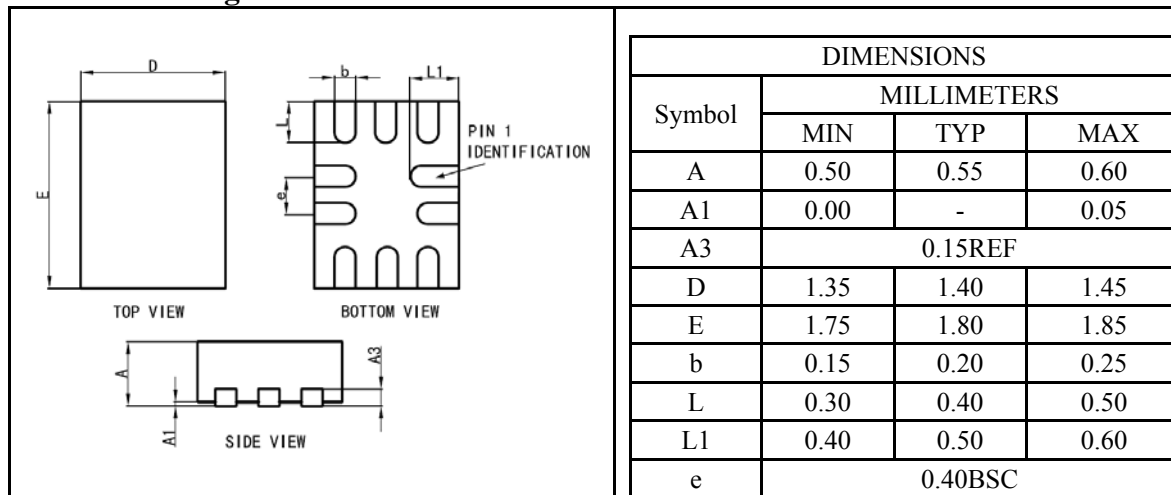 D
E
TOP VIEW
b
L1
L
e
PIN 1
IDENTIFICATION
BOTTOM VIEW
A
A1
A3
SIDE VIEW
DIMENSIONS
Symbol MILLIMETERS
MIN TYP MAX
A 0.50 0.55 0.60
A1 0.00 - 0.05
A3 0.15REF
D 1.35 1.40 1.45
E 1.75 1.80 1.85
b 0.15 0.20 0.25
L 0.30 0.40 0.50
L1 0.40 0.50 0.60
e 0.40BSC